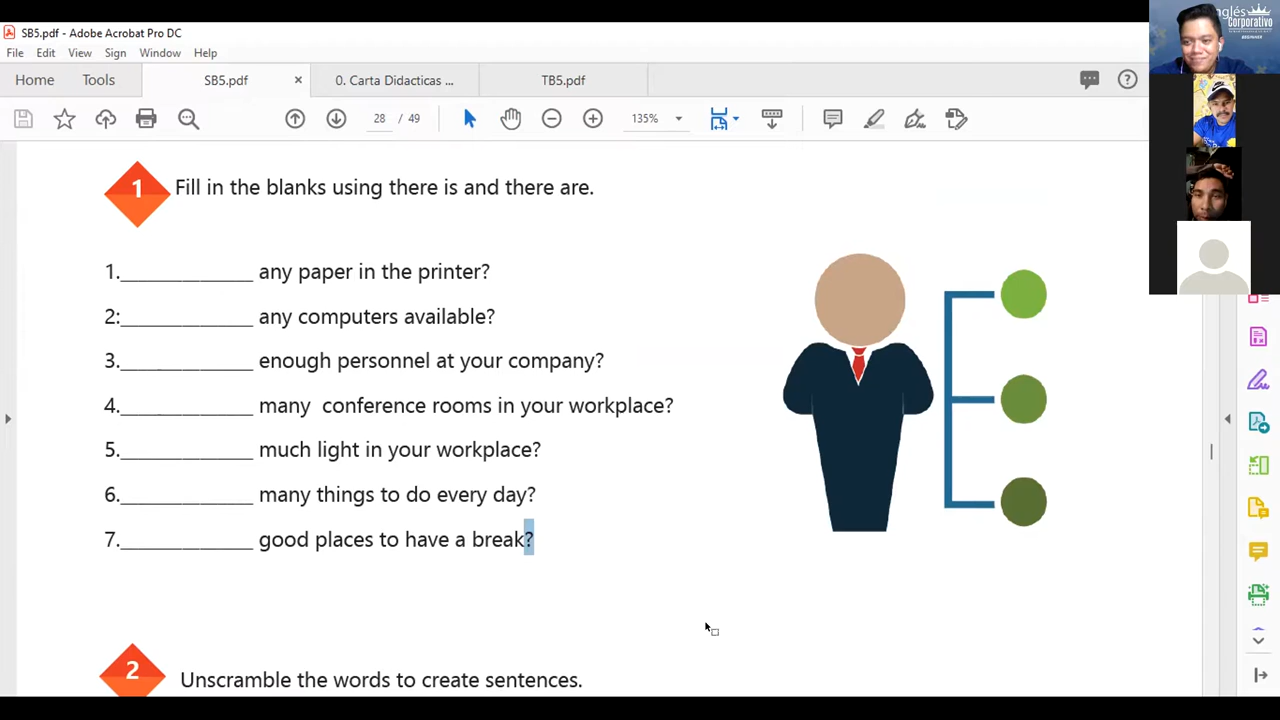 SB5.pdf - Adobe Acrobat Pro DC
File Edit View Sign Window Help
Home Tools SB5.pdf × 0. Carta Didacticas ... TB5.pdf
28 / 49 135%
1 Fill in the blanks using there is and there are.
1.______________ any paper in the printer?
2:______________ any computers available?
3.______________ enough personnel at your company?
4.______________ many conference rooms in your workplace?
5.______________ much light in your workplace?
6.______________ many things to do every day?
7.______________ good places to have a break?
2 Unscramble the words to create sentences.
Inglés
Corporativo